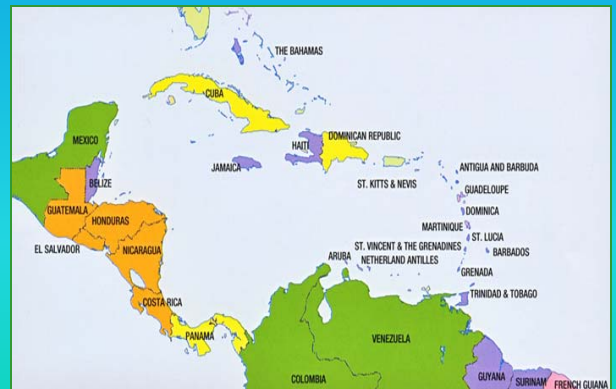 THE BAHAMAS
CUBA
MEXICO
HAITI
DOMINICAN REPUBLIC
JAMAICA
BELIZE
ANTIGUA AND BARBUDA
ST. KITTS & NEVIS
GUADELOUPE
GUATEMALA
HONDURAS
DOMINICA
MARTINIQUE
ST. LUCIA
EL SALVADOR
NICARAGUA
ST. VINCENT & THE GRENADINES
BARBADOS
ARUBA
NETHERLAND ANTILLES
GRENADA
TRINIDAD & TOBAGO
COSTA RICA
PANAMA
VENEZUELA
COLOMBIA
GUYANA
SURINAM
FRENCH GUIANA